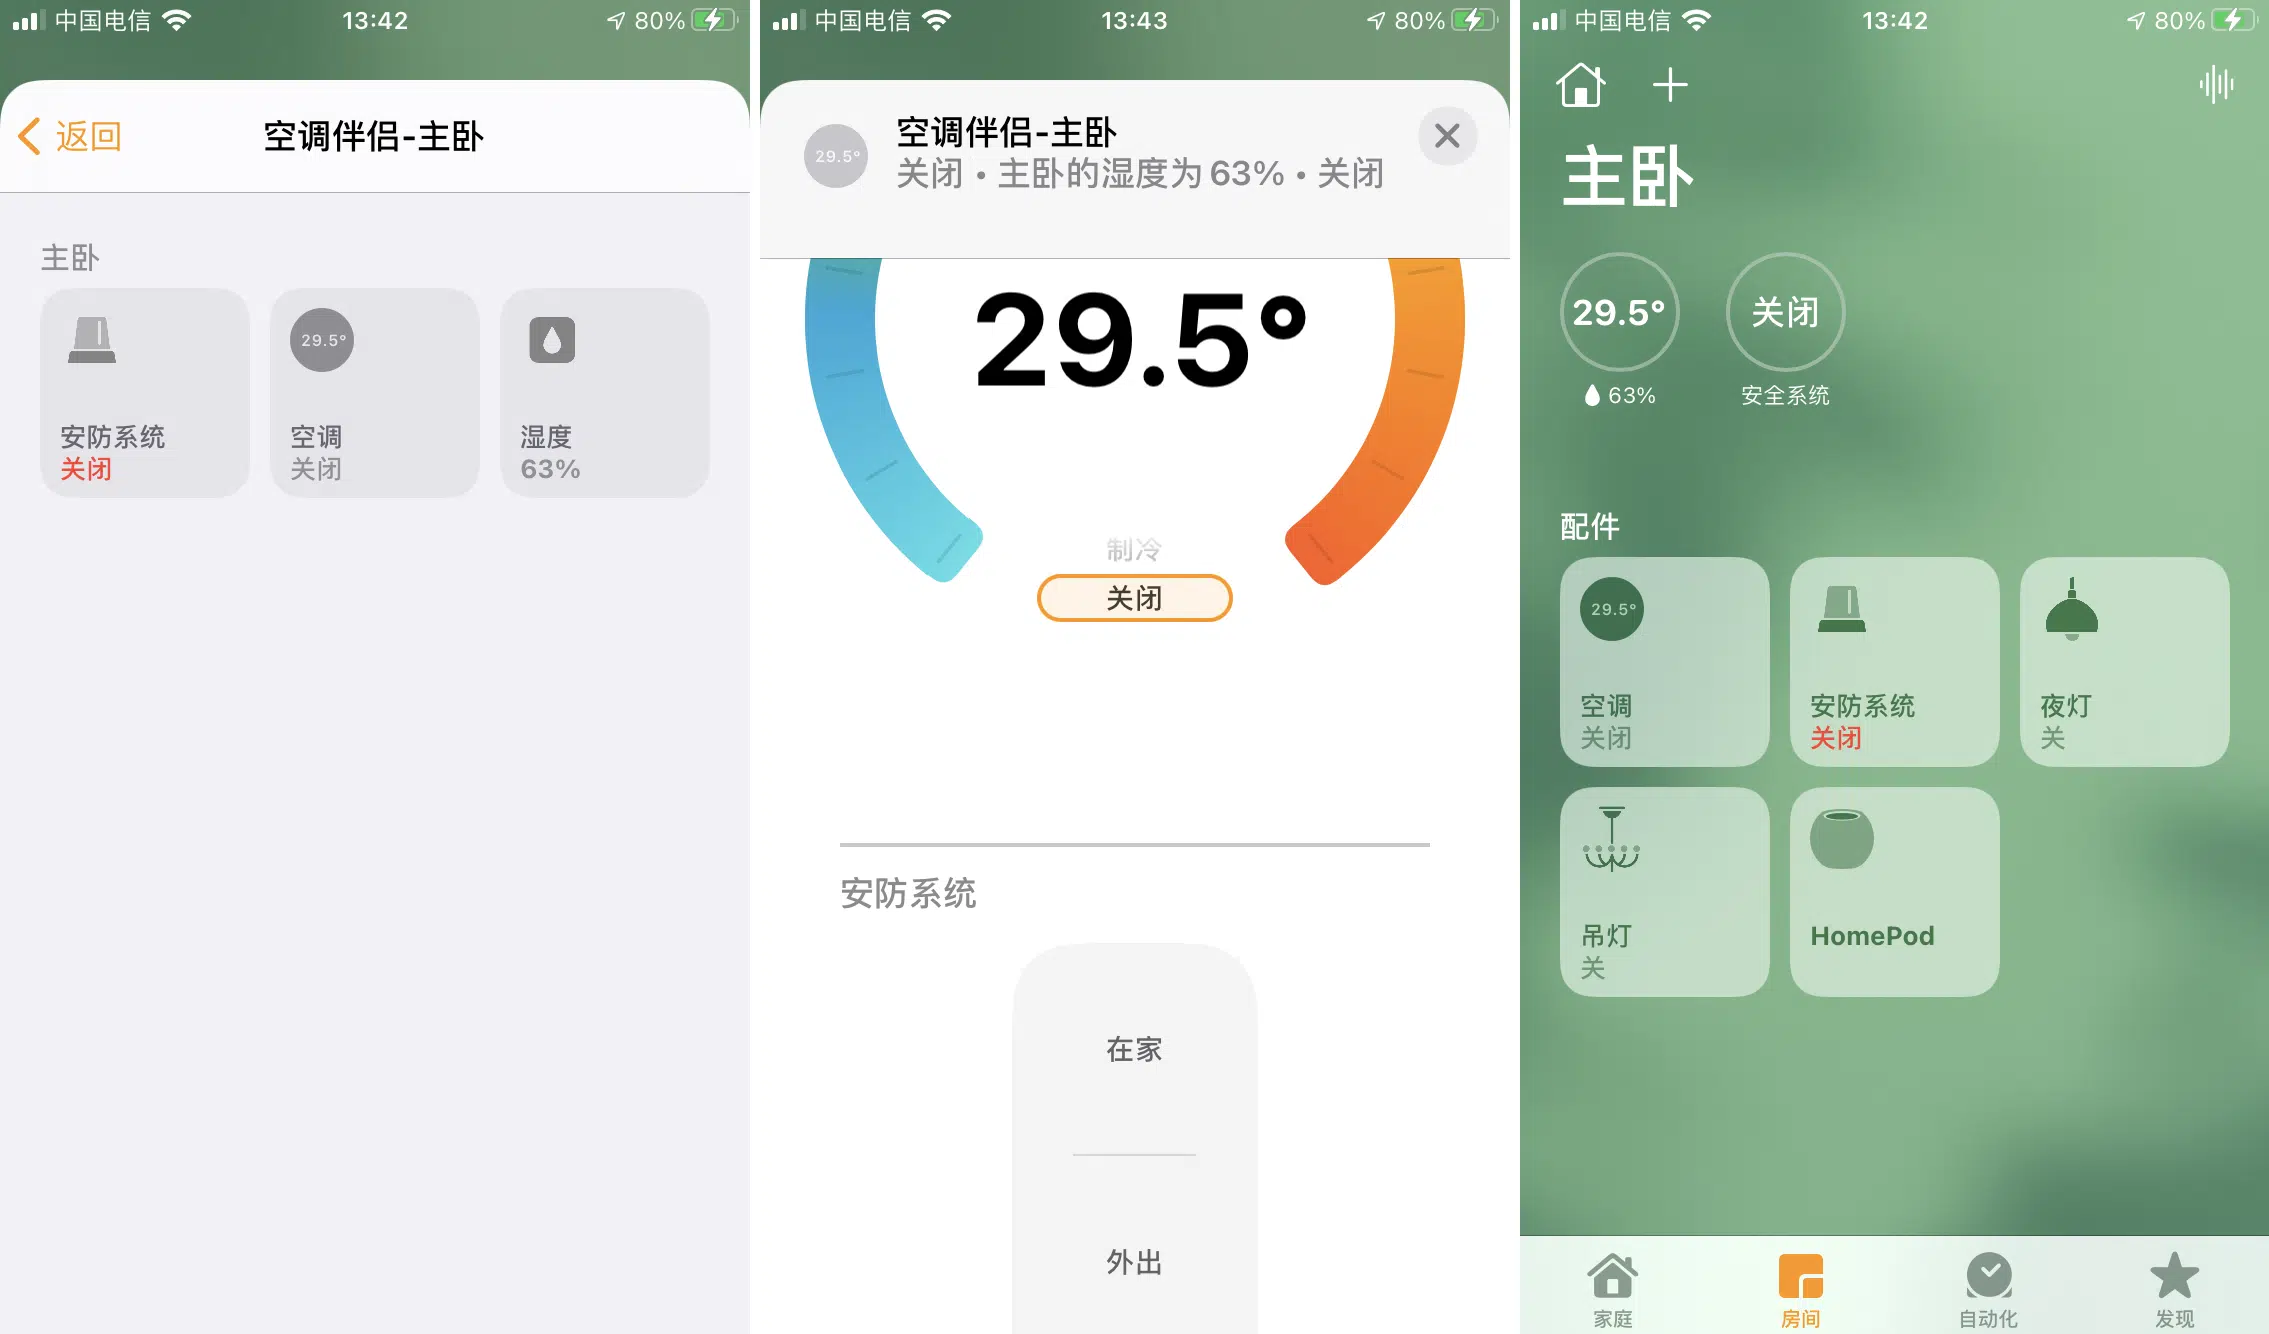 中国电信
13:42
80%
返回
空调伴侣-主卧
主卧
安防系统
关闭
29.5°
空调
关闭
湿度
63%
中国电信
13:43
80%
29.5°
空调伴侣-主卧
关闭 • 主卧的湿度为 63% • 关闭
29.5°
制冷
关闭
安防系统
在家
外出
中国电信
13:42
80%
主卧
29.5°
63%
关闭
安全系统
配件
29.5°
空调
关闭
安防系统
关闭
夜灯
关
吊灯
关
HomePod
家庭
房间
自动化
发现